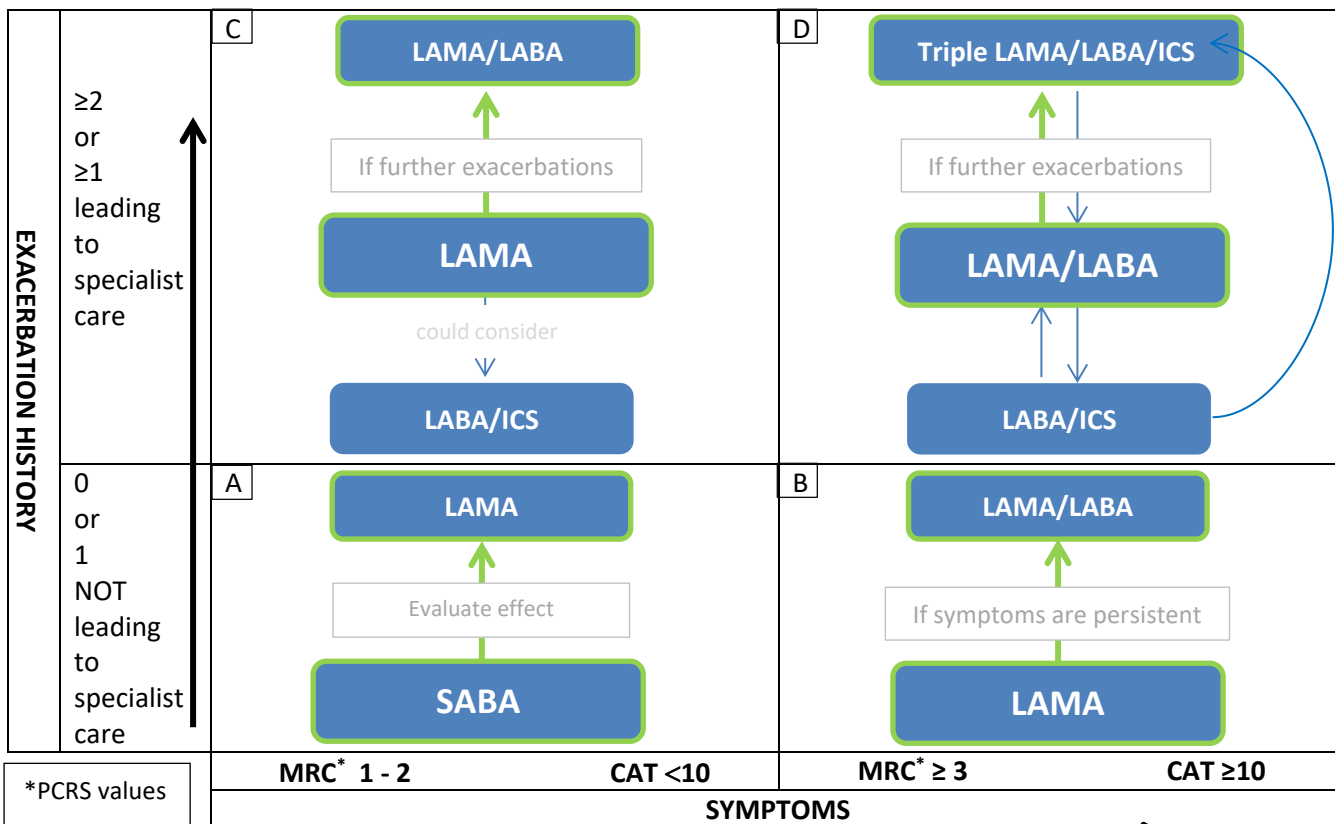 EXACERBATION HISTORY
≥2
or
≥1
leading
to
specialist
care
C
LAMA/LABA
If further exacerbations
LAMA
could consider
LABA/ICS
D
Triple LAMA/LABA/ICS
If further exacerbations
LAMA/LABA
LABA/ICS
0
or
1
NOT
leading
to
specialist
care
A
LAMA
Evaluate effect
SABA
B
LAMA/LABA
If symptoms are persistent
LAMA
*PCRS values
MRC* 1 - 2 CAT <10
MRC* ≥ 3 CAT ≥10
SYMPTOMS